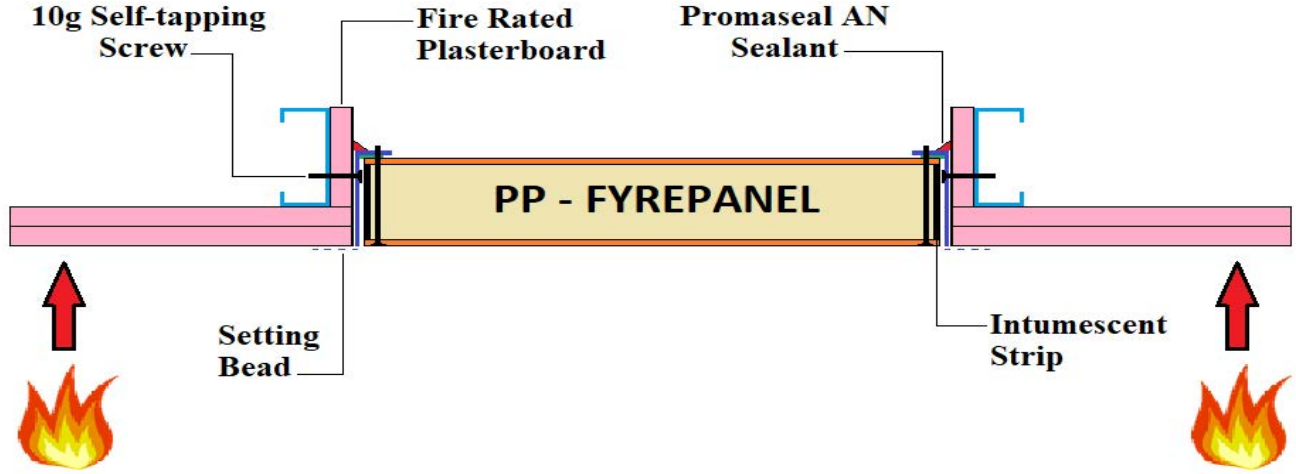 10g Self-tapping
Screw
Fire Rated
Plasterboard
Promaseal AN
Sealant
PP - FYREPANEL
Setting
Bead
Intumescent
Strip